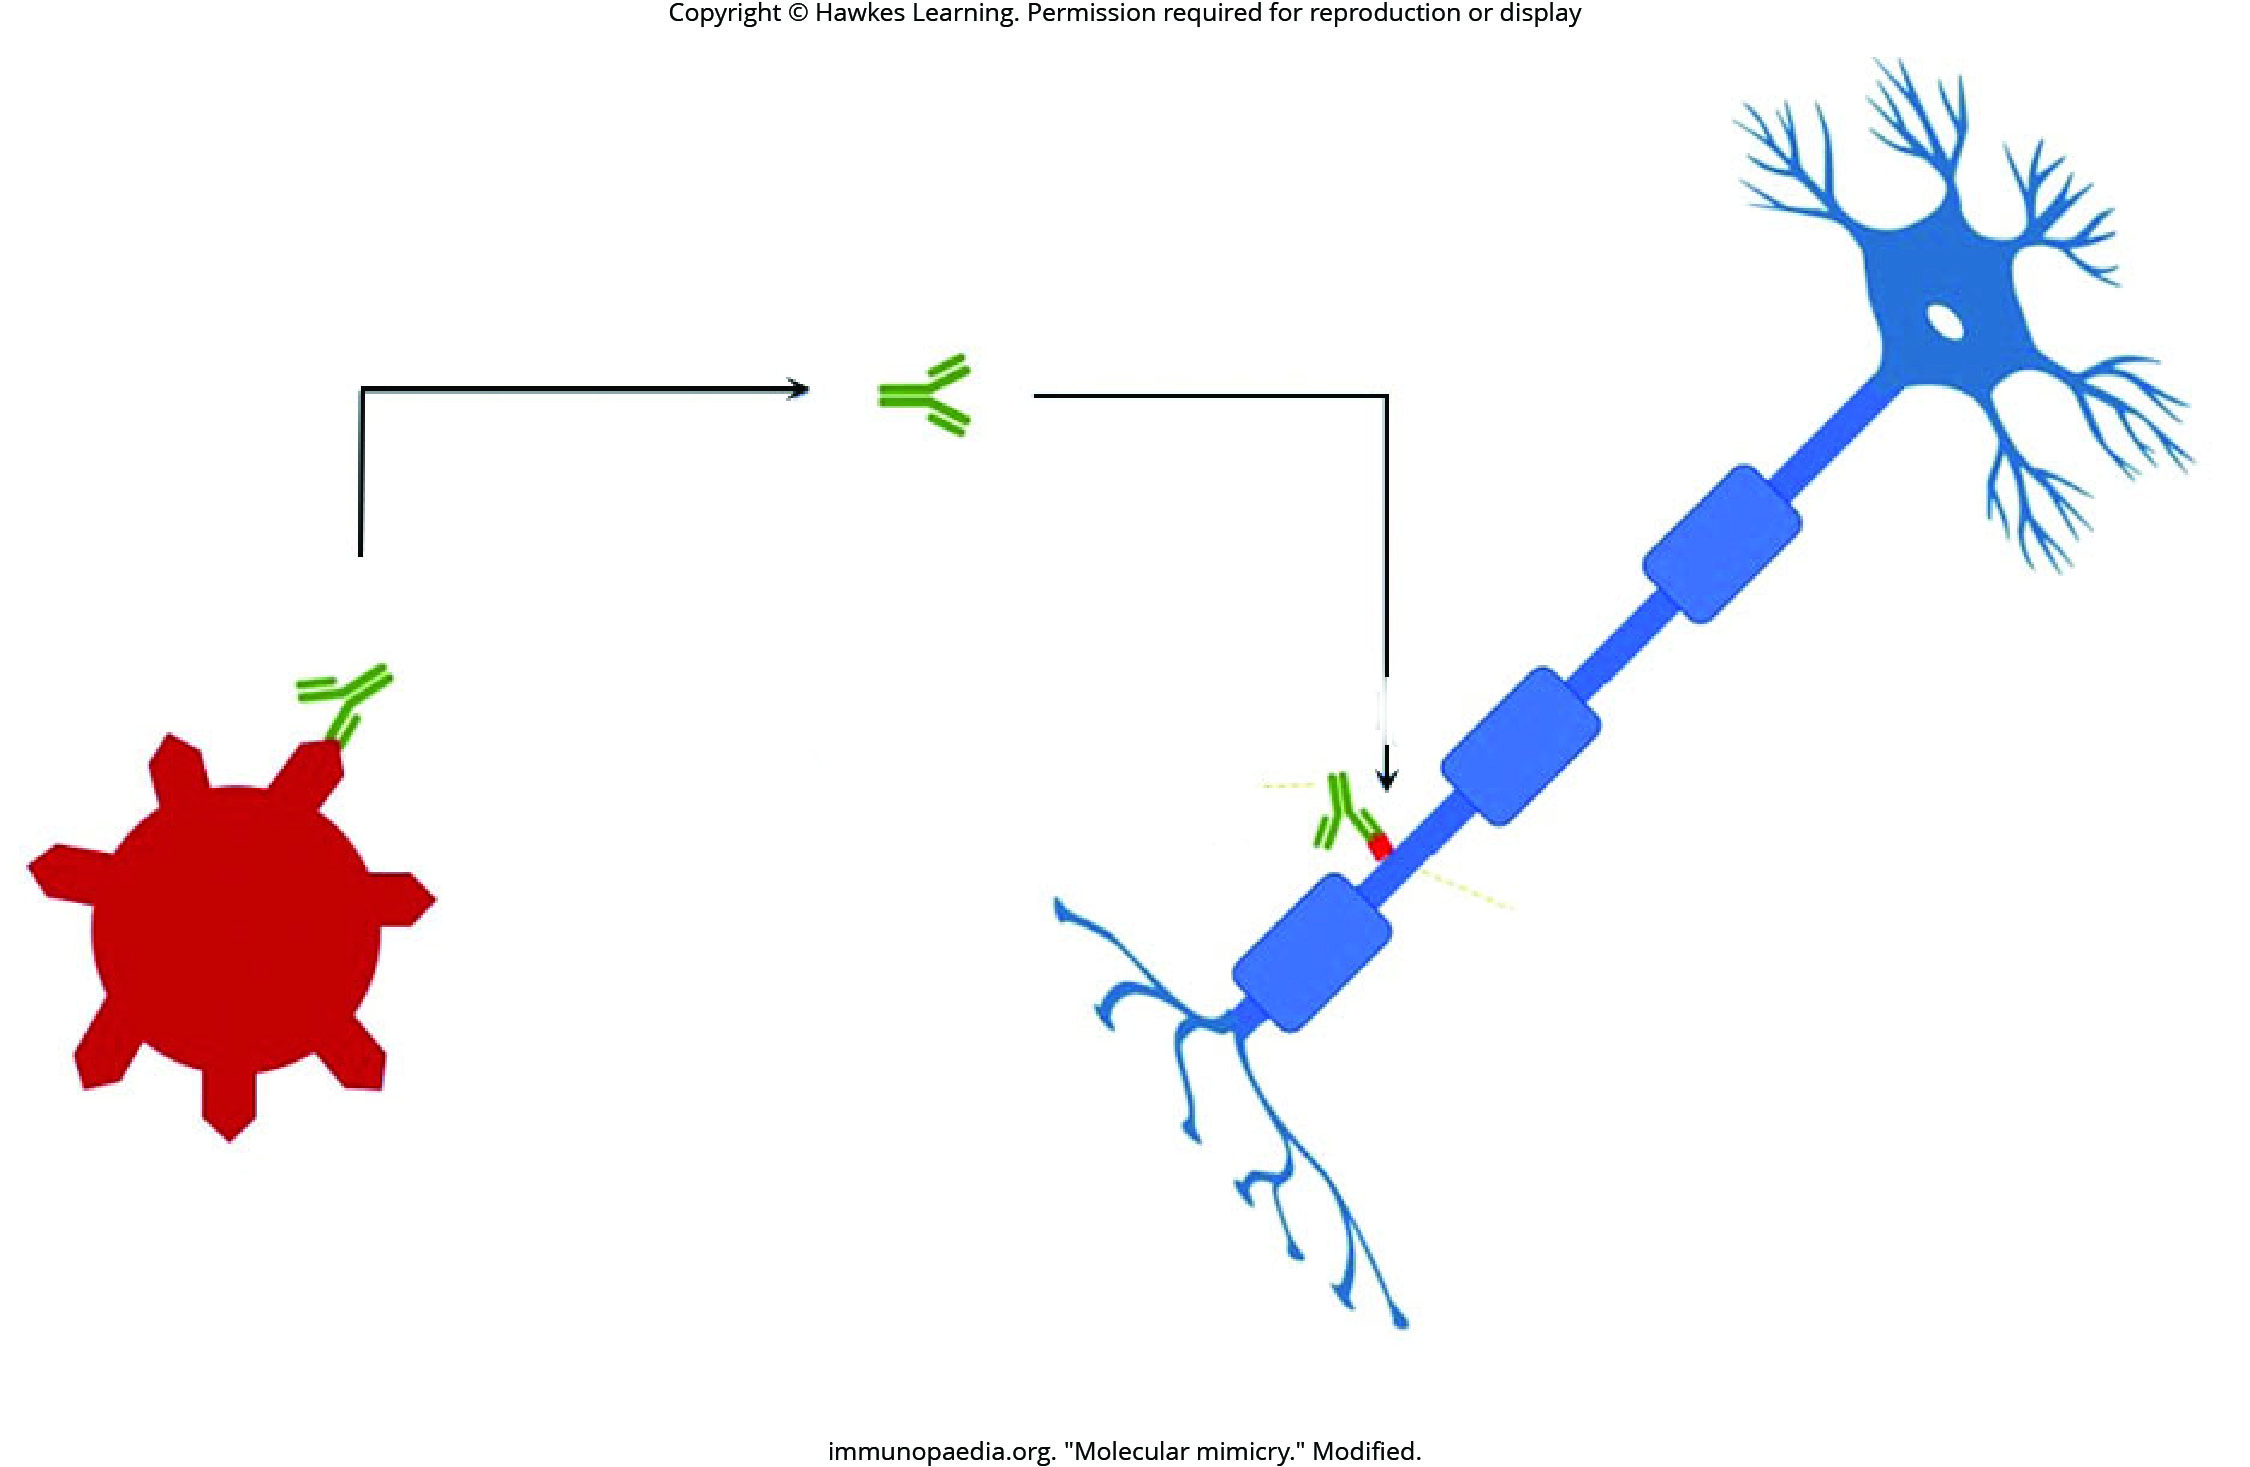 Copyright © Hawkes Learning. Permission required for reproduction or display
immunopaedia.org. "Molecular mimicry." Modified.